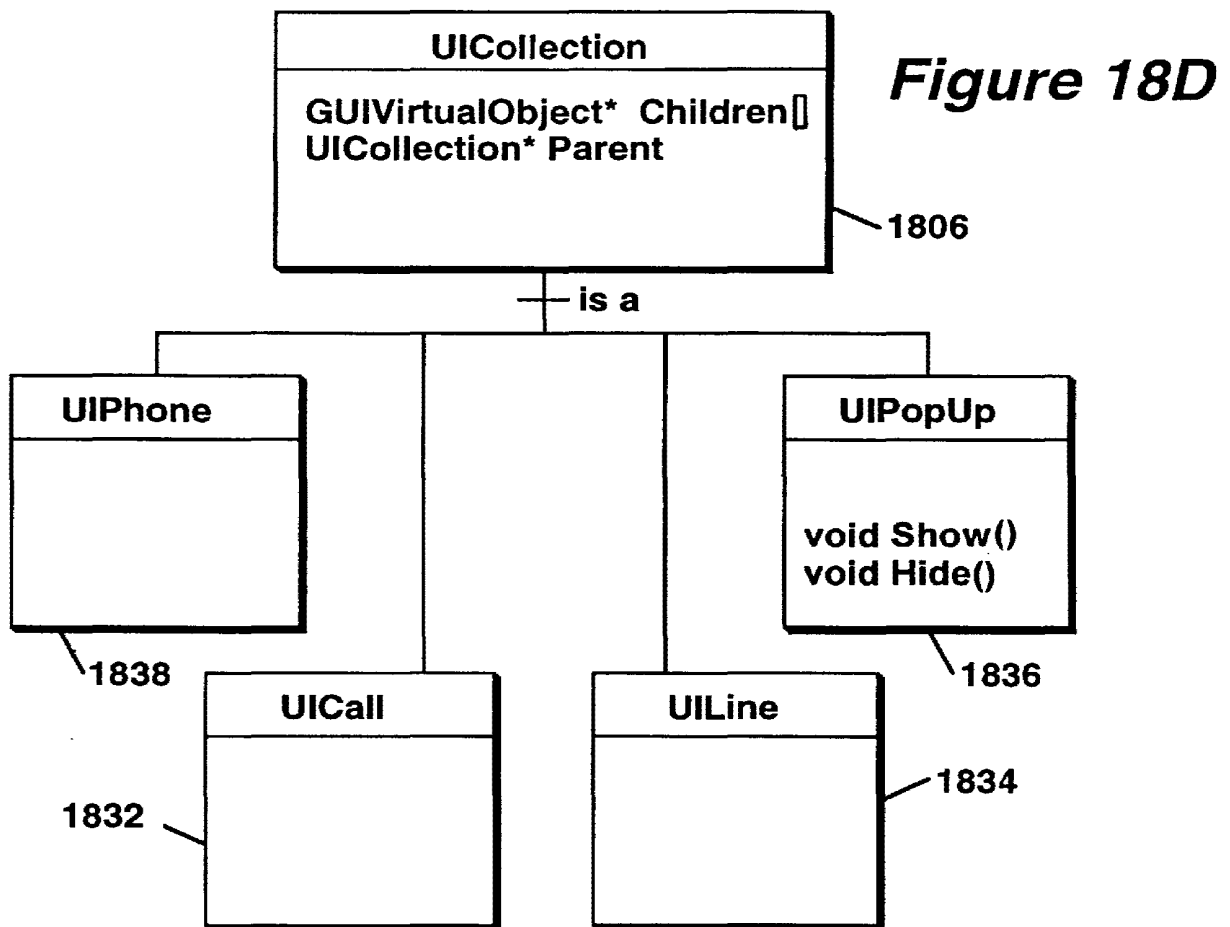 UICollection
Figure 18D
GUIVirtualObject* Children[]
UICollection* Parent
1806
is a
UIPhone
UIPopUp
void Show()
void Hide()
1838
1836
UICall
UILine
1834
1832